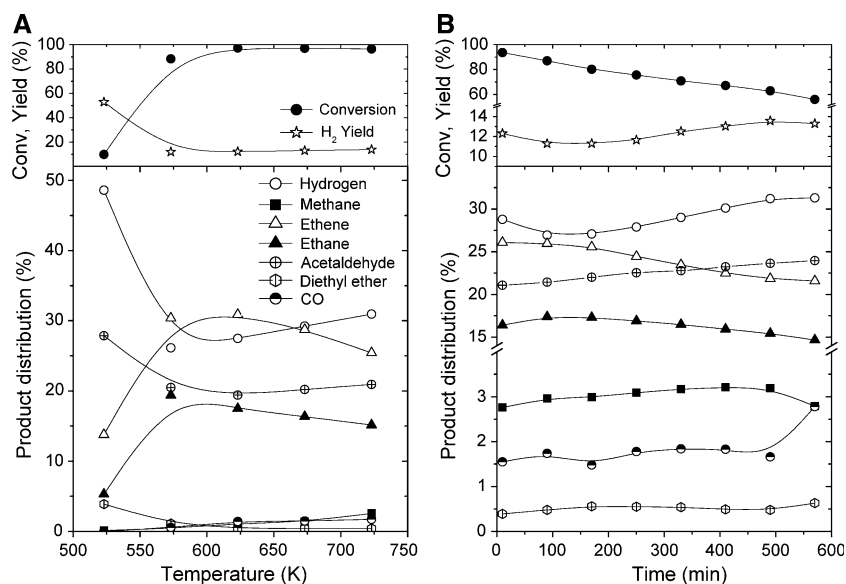 A
Conv, Yield (%)
100
80
60
40
20
Conversion
H2 Yield
Product distribution (%)
50
40
30
20
10
0
Hydrogen
Methane
Ethene
Ethane
Acetaldehyde
Diethyl ether
CO
500 550 600 650 700 750
Temperature (K)
B
Conv, Yield (%)
100
80
60
14
12
10
Product distribution (%)
30
25
20
15
3
2
1
0
0 100 200 300 400 500 600
Time (min)